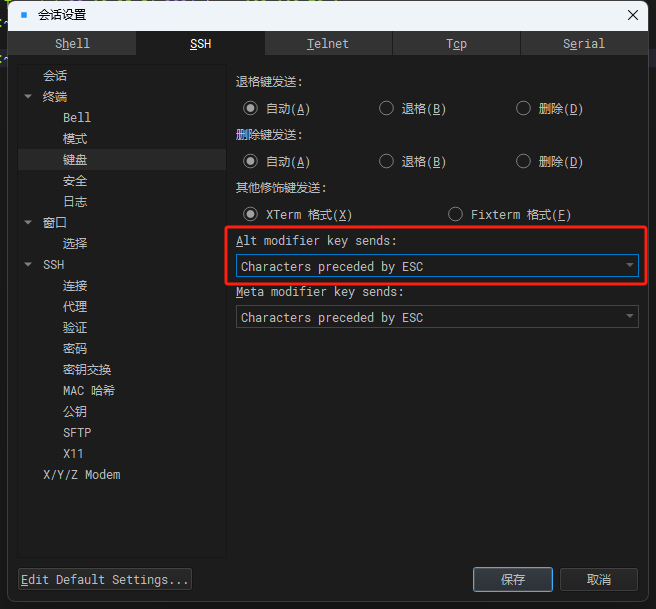 会话设置
Shell SSH Telnet Tcp Serial
会话
终端
Bell
模式
键盘
安全
日志
窗口
选择
SSH
连接
代理
验证
密码
密钥交换
MAC 哈希
公钥
SFTP
X11
X/Y/Z Modem
退格键发送:
自动(A) 退格(B) 删除(D)
删除键发送:
自动(A) 退格(B) 删除(D)
其他修饰键发送:
XTerm 格式(X) Fixterm 格式(F)
Alt modifier key sends:
Characters preceded by ESC
Meta modifier key sends:
Characters preceded by ESC
Edit Default Settings... 保存 取消